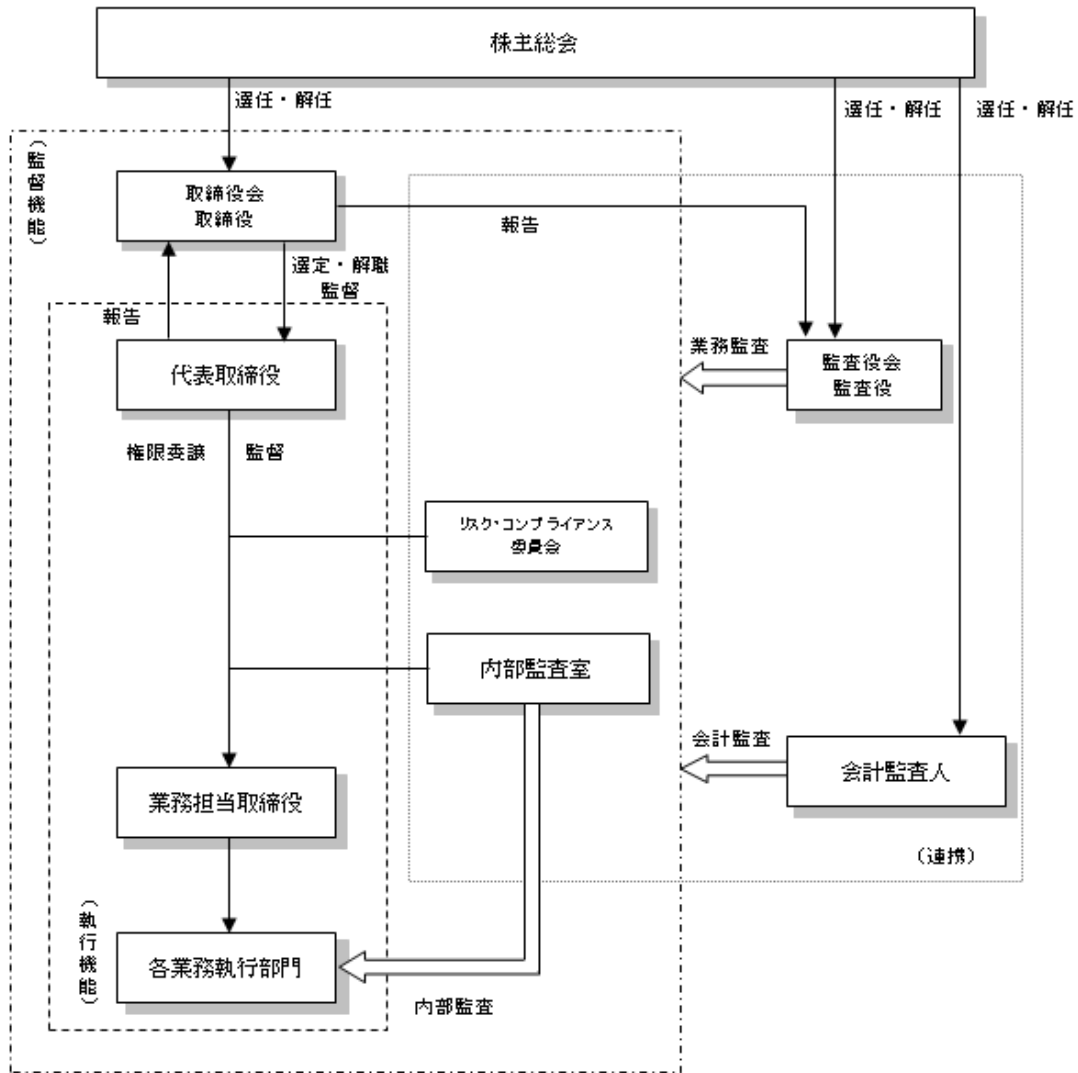 株主総会
選任・解任
選任・解任
選任・解任
(監督機能)
取締役会
取締役
報告
選定・解職
監督
報告
代表取締役
業務監査
監査役会
監査役
権限委譲
監督
リスク・コンプライアンス
委員会
内部監査室
会計監査
会計監査人
業務担当取締役
(連携)
(執行機能)
各業務執行部門
内部監査